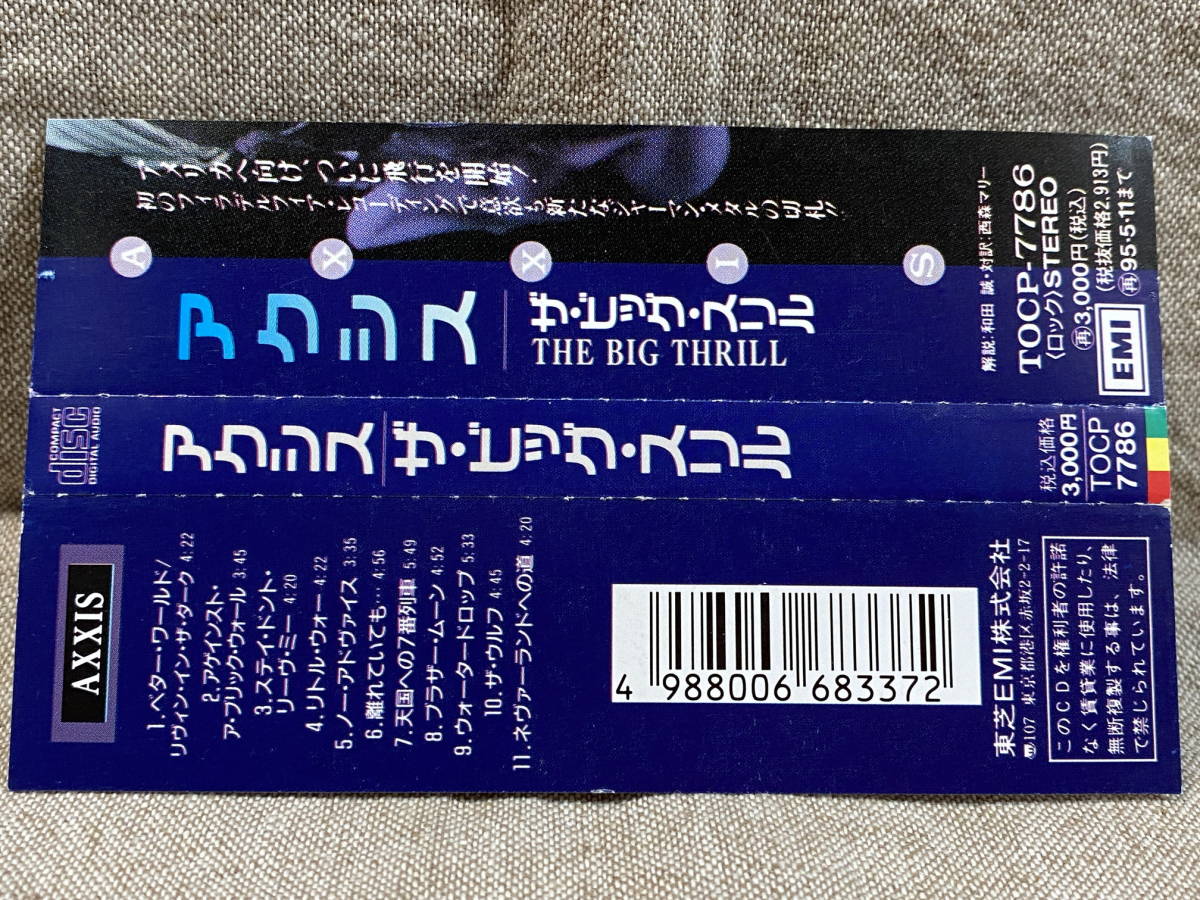 アメリカへ向け、ついに飛行を開始!
初のフィラデルフィア・レコーディングで意欲も新たなジャーマン・メタルの切札!!
A X X I S
アクシス
ザ・ビッグ・スリル
THE BIG THRILL
解説:和田 誠・対訳:西森マリー
TOCP-7786
〈ロック〉STEREO
再3,000円(税込)
(税抜価格2,913円)
再95・5・11まで
EMI
COMPACT
disc
DIGITAL AUDIO
アクシス
ザ・ビッグ・スリル
税込価格
3,000円
TOCP
7786
AXXIS
1.ベター・ワールド/
リヴィン・イン・ザ・ダーク 4:22
2.アゲインスト・
ア・ブリック・ウォール 3:45
3.ステイ・ドント・
リーヴ・ミー 4:20
4.リトル・ウォー 4:22
5.ノー・アドヴァイス 3:35
6.離れていても… 4:56
7.天国への7番列車 5:49
8.ブラザー・ムーン 4:52
9.ウォータードロップ 5:33
10.ザ・ウルフ 4:45
11.ネヴァーランドへの道 4:20
4 988006 683372
東芝EMI株式会社
〒107 東京都港区赤坂2-2-17
このCDを権利者の許諾
なく賃貸業に使用したり、
無断複製する事は、法律
で禁じられています。